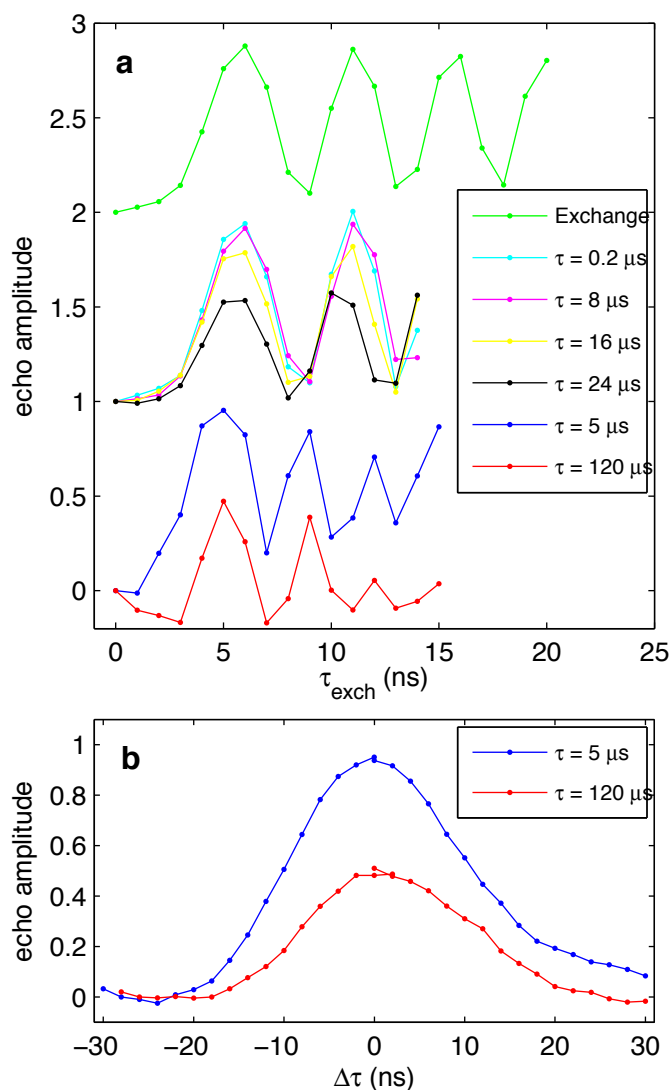 3
2.5
2
1.5
1
0.5
0
echo amplitude
a
Exchange
τ = 0.2 μs
τ = 8 μs
τ = 16 μs
τ = 24 μs
τ = 5 μs
τ = 120 μs
0 5 10 15 20 25
τexch (ns)
1
0.8
0.6
0.4
0.2
0
echo amplitude
b
τ = 5 μs
τ = 120 μs
−30 −20 −10 0 10 20 30
Δτ (ns)